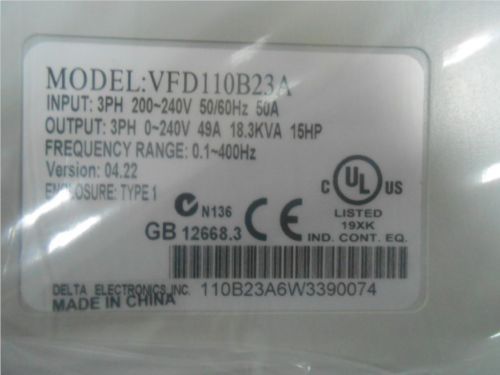 MODEL:VFD110B23A
INPUT: 3PH 200~240V 50/60Hz 50A
OUTPUT: 3PH 0~240V 49A 18.3KVA 15HP
FREQUENCY RANGE: 0.1~400Hz
Version: 04.22
ENCLOSURE: TYPE 1
N136
C UL US
LISTED
19XK
IND. CONT. EQ.
GB 12668.3 CE
110B23A6W3390074
DELTA ELECTRONICS, INC.
MADE IN CHINA